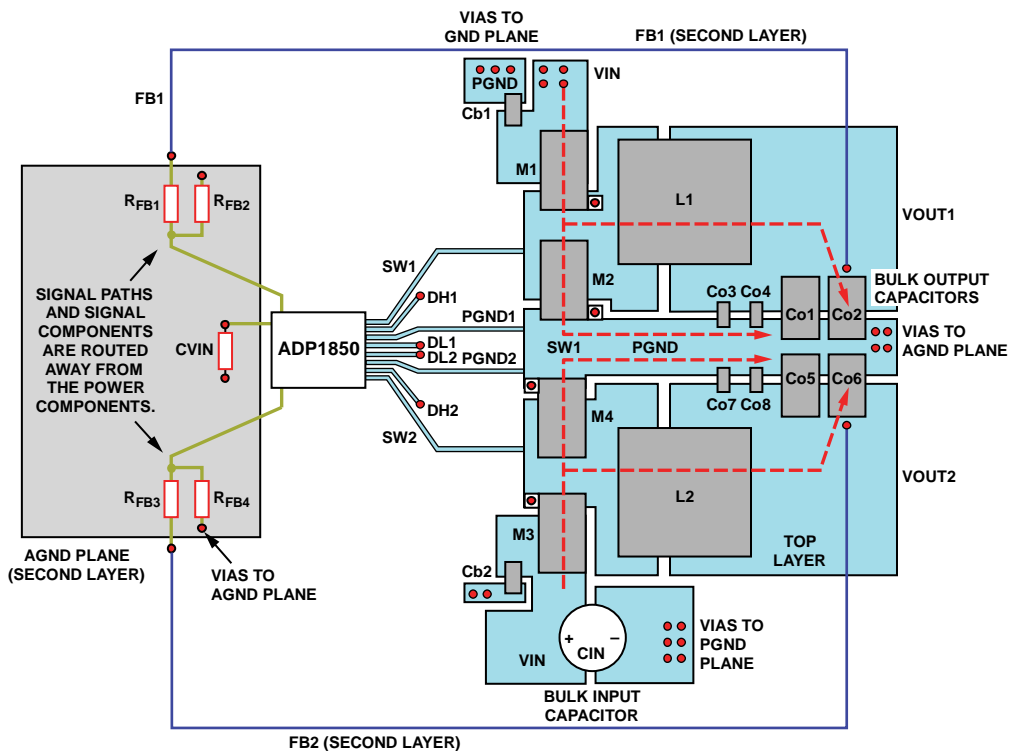 VIAS TO
GND PLANE
FB1 (SECOND LAYER)
VIN
PGND
FB1
Cb1
M1
RFB1
RFB2
L1
VOUT1
SW1
M2
BULK OUTPUT
CAPACITORS
SIGNAL PATHS
AND SIGNAL
COMPONENTS
ARE ROUTED
AWAY FROM
THE POWER
COMPONENTS.
DH1
Co3
Co4
Co1
Co2
CVIN
ADP1850
PGND1
DL1
DL2
PGND2
SW1
PGND
VIAS TO
AGND PLANE
Co7
Co8
Co5
Co6
DH2
M4
SW2
VOUT2
RFB3
RFB4
L2
M3
TOP
LAYER
AGND PLANE
(SECOND LAYER)
VIAS TO
AGND PLANE
Cb2
VIN
+
–
CIN
VIAS TO
PGND
PLANE
BULK INPUT
CAPACITOR
FB2 (SECOND LAYER)